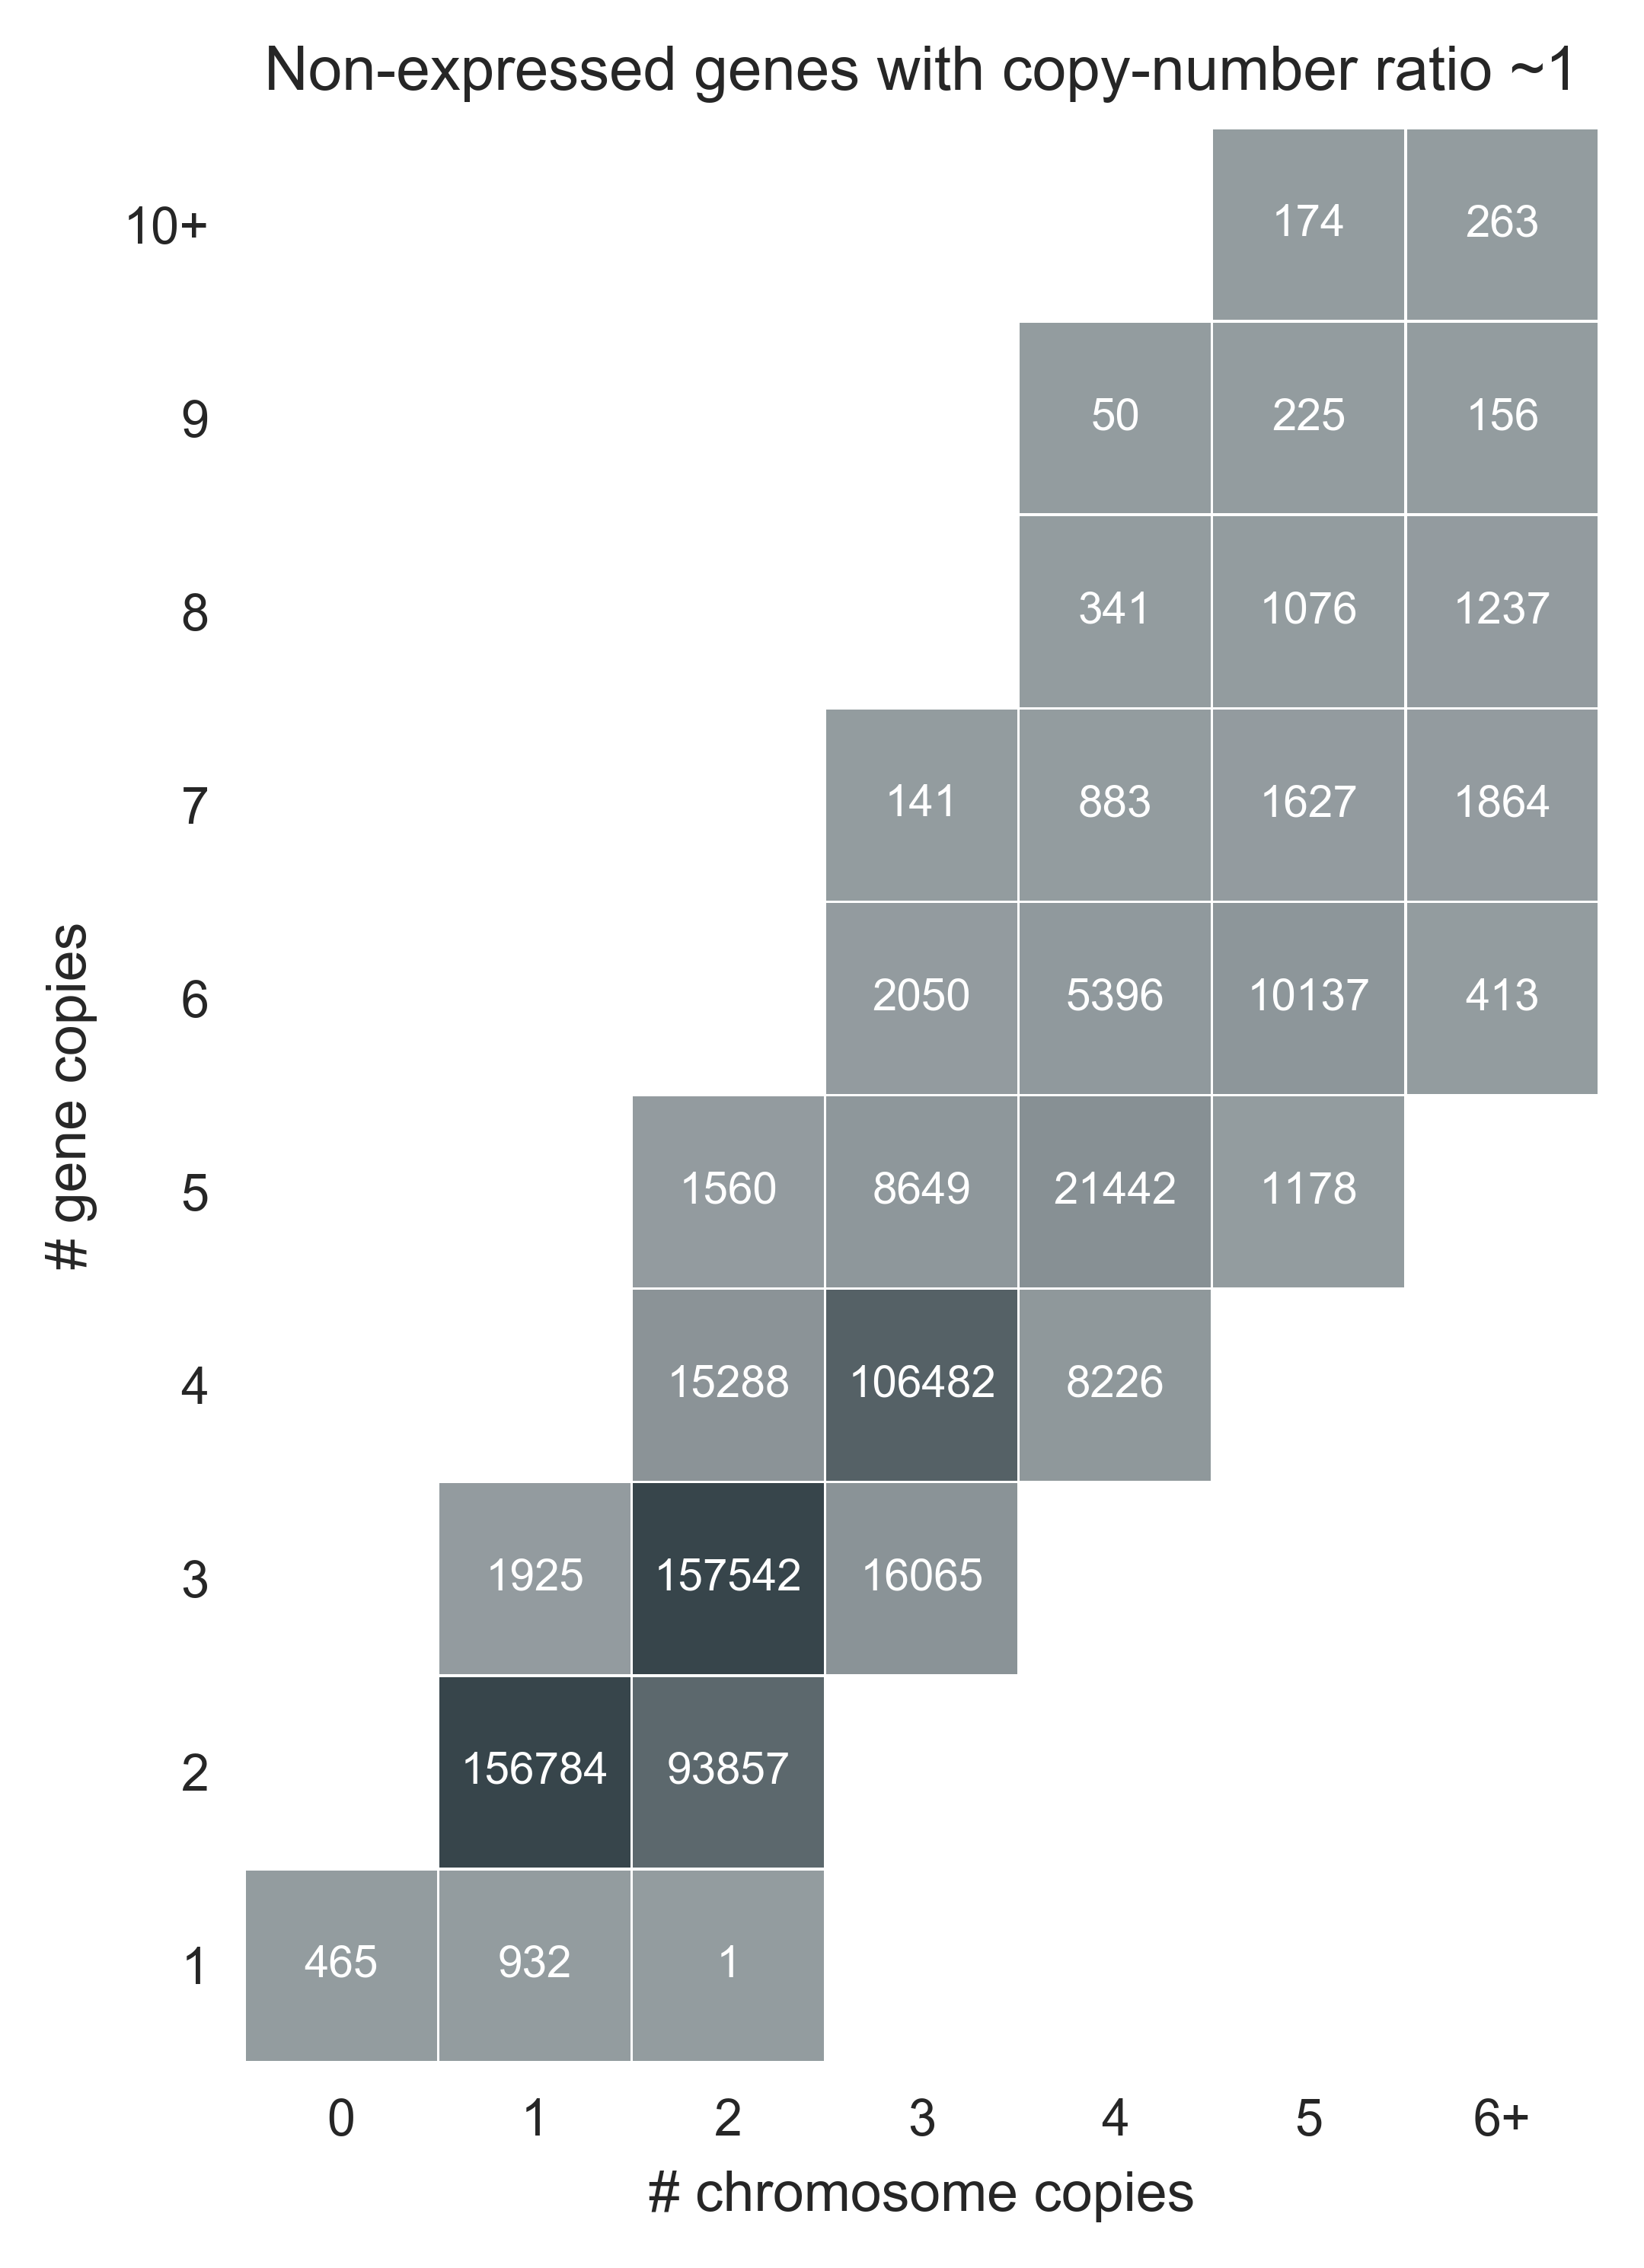 Non-expressed genes with copy-number ratio ~1
10+ 174 263
9 50 225 156
8 341 1076 1237
7 141 883 1627 1864
6 2050 5396 10137 413
5 1560 8649 21442 1178
4 15288 106482 8226
3 1925 157542 16065
2 156784 93857
1 465 932 1
0 1 2 3 4 5 6+
# chromosome copies
# gene copies